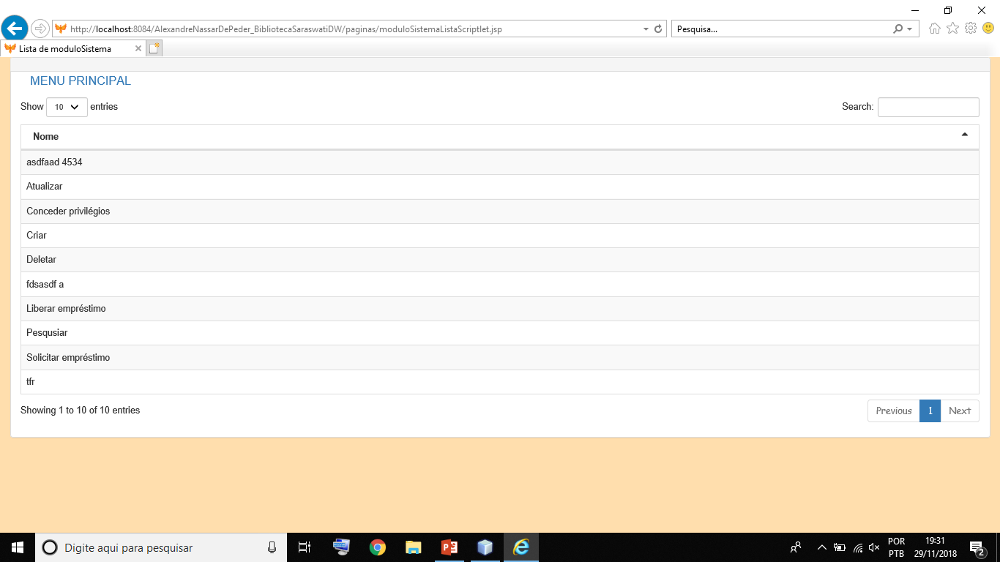 http://localhost:8084/AlexandreNassarDePeder_BibliotecaSaraswatiDW/paginas/moduloSistemaListaScriptlet.jsp
Pesquisa...
Lista de moduloSistema
MENU PRINCIPAL
Show 10 entries
Search:
Nome
asdfaad 4534
Atualizar
Conceder privilégios
Criar
Deletar
fdsasdf a
Liberar empréstimo
Pesqusiar
Solicitar empréstimo
tfr
Showing 1 to 10 of 10 entries
Previous 1 Next
Digite aqui para pesquisar
POR
PTB
19:31
29/11/2018
2